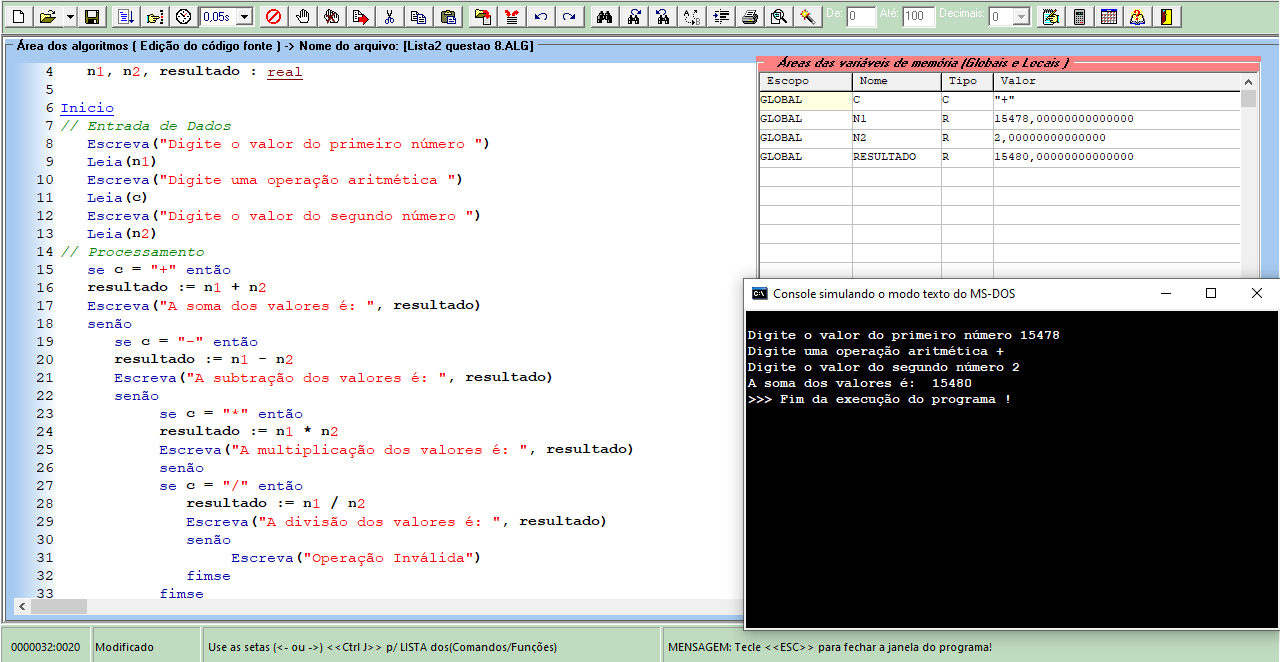 0,05s
De: 0 Até: 100 Decimais: 0
Área dos algoritmos ( Edição do código fonte ) -> Nome do arquivo: [Lista2 questao 8.ALG]
4 n1, n2, resultado : real
5
6 Inicio
7 // Entrada de Dados
8 Escreva("Digite o valor do primeiro número ")
9 Leia(n1)
10 Escreva("Digite uma operação aritmética ")
11 Leia(c)
12 Escreva("Digite o valor do segundo número ")
13 Leia(n2)
14 // Processamento
15 se c = "+" então
16 resultado := n1 + n2
17 Escreva("A soma dos valores é: ", resultado)
18 senão
19 se c = "-" então
20 resultado := n1 - n2
21 Escreva("A subtração dos valores é: ", resultado)
22 senão
23 se c = "*" então
24 resultado := n1 * n2
25 Escreva("A multiplicação dos valores é: ", resultado)
26 senão
27 se c = "/" então
28 resultado := n1 / n2
29 Escreva("A divisão dos valores é: ", resultado)
30 senão
31 Escreva("Operação Inválida")
32 fimse
33 fimse
Áreas das variáveis de memória (Globais e Locais )
Escopo Nome Tipo Valor
GLOBAL C C "+"
GLOBAL N1 R 15478,00000000000000
GLOBAL N2 R 2,00000000000000
GLOBAL RESULTADO R 15480,00000000000000
C:\ Console simulando o modo texto do MS-DOS
Digite o valor do primeiro número 15478
Digite uma operação aritmética +
Digite o valor do segundo número 2
A soma dos valores é: 15480
>>> Fim da execução do programa !
0000032:0020 Modificado Use as setas (<- ou ->) <<Ctrl J>> p/ LISTA dos(Comandos/Funções) MENSAGEM: Tecle <<ESC>> para fechar a janela do programa!